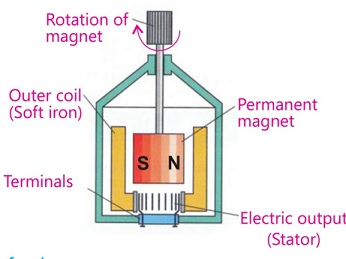 Rotation of
magnet
Outer coil
(Soft iron)
Permanent
magnet
S N
Terminals
Electric output
(Stator)